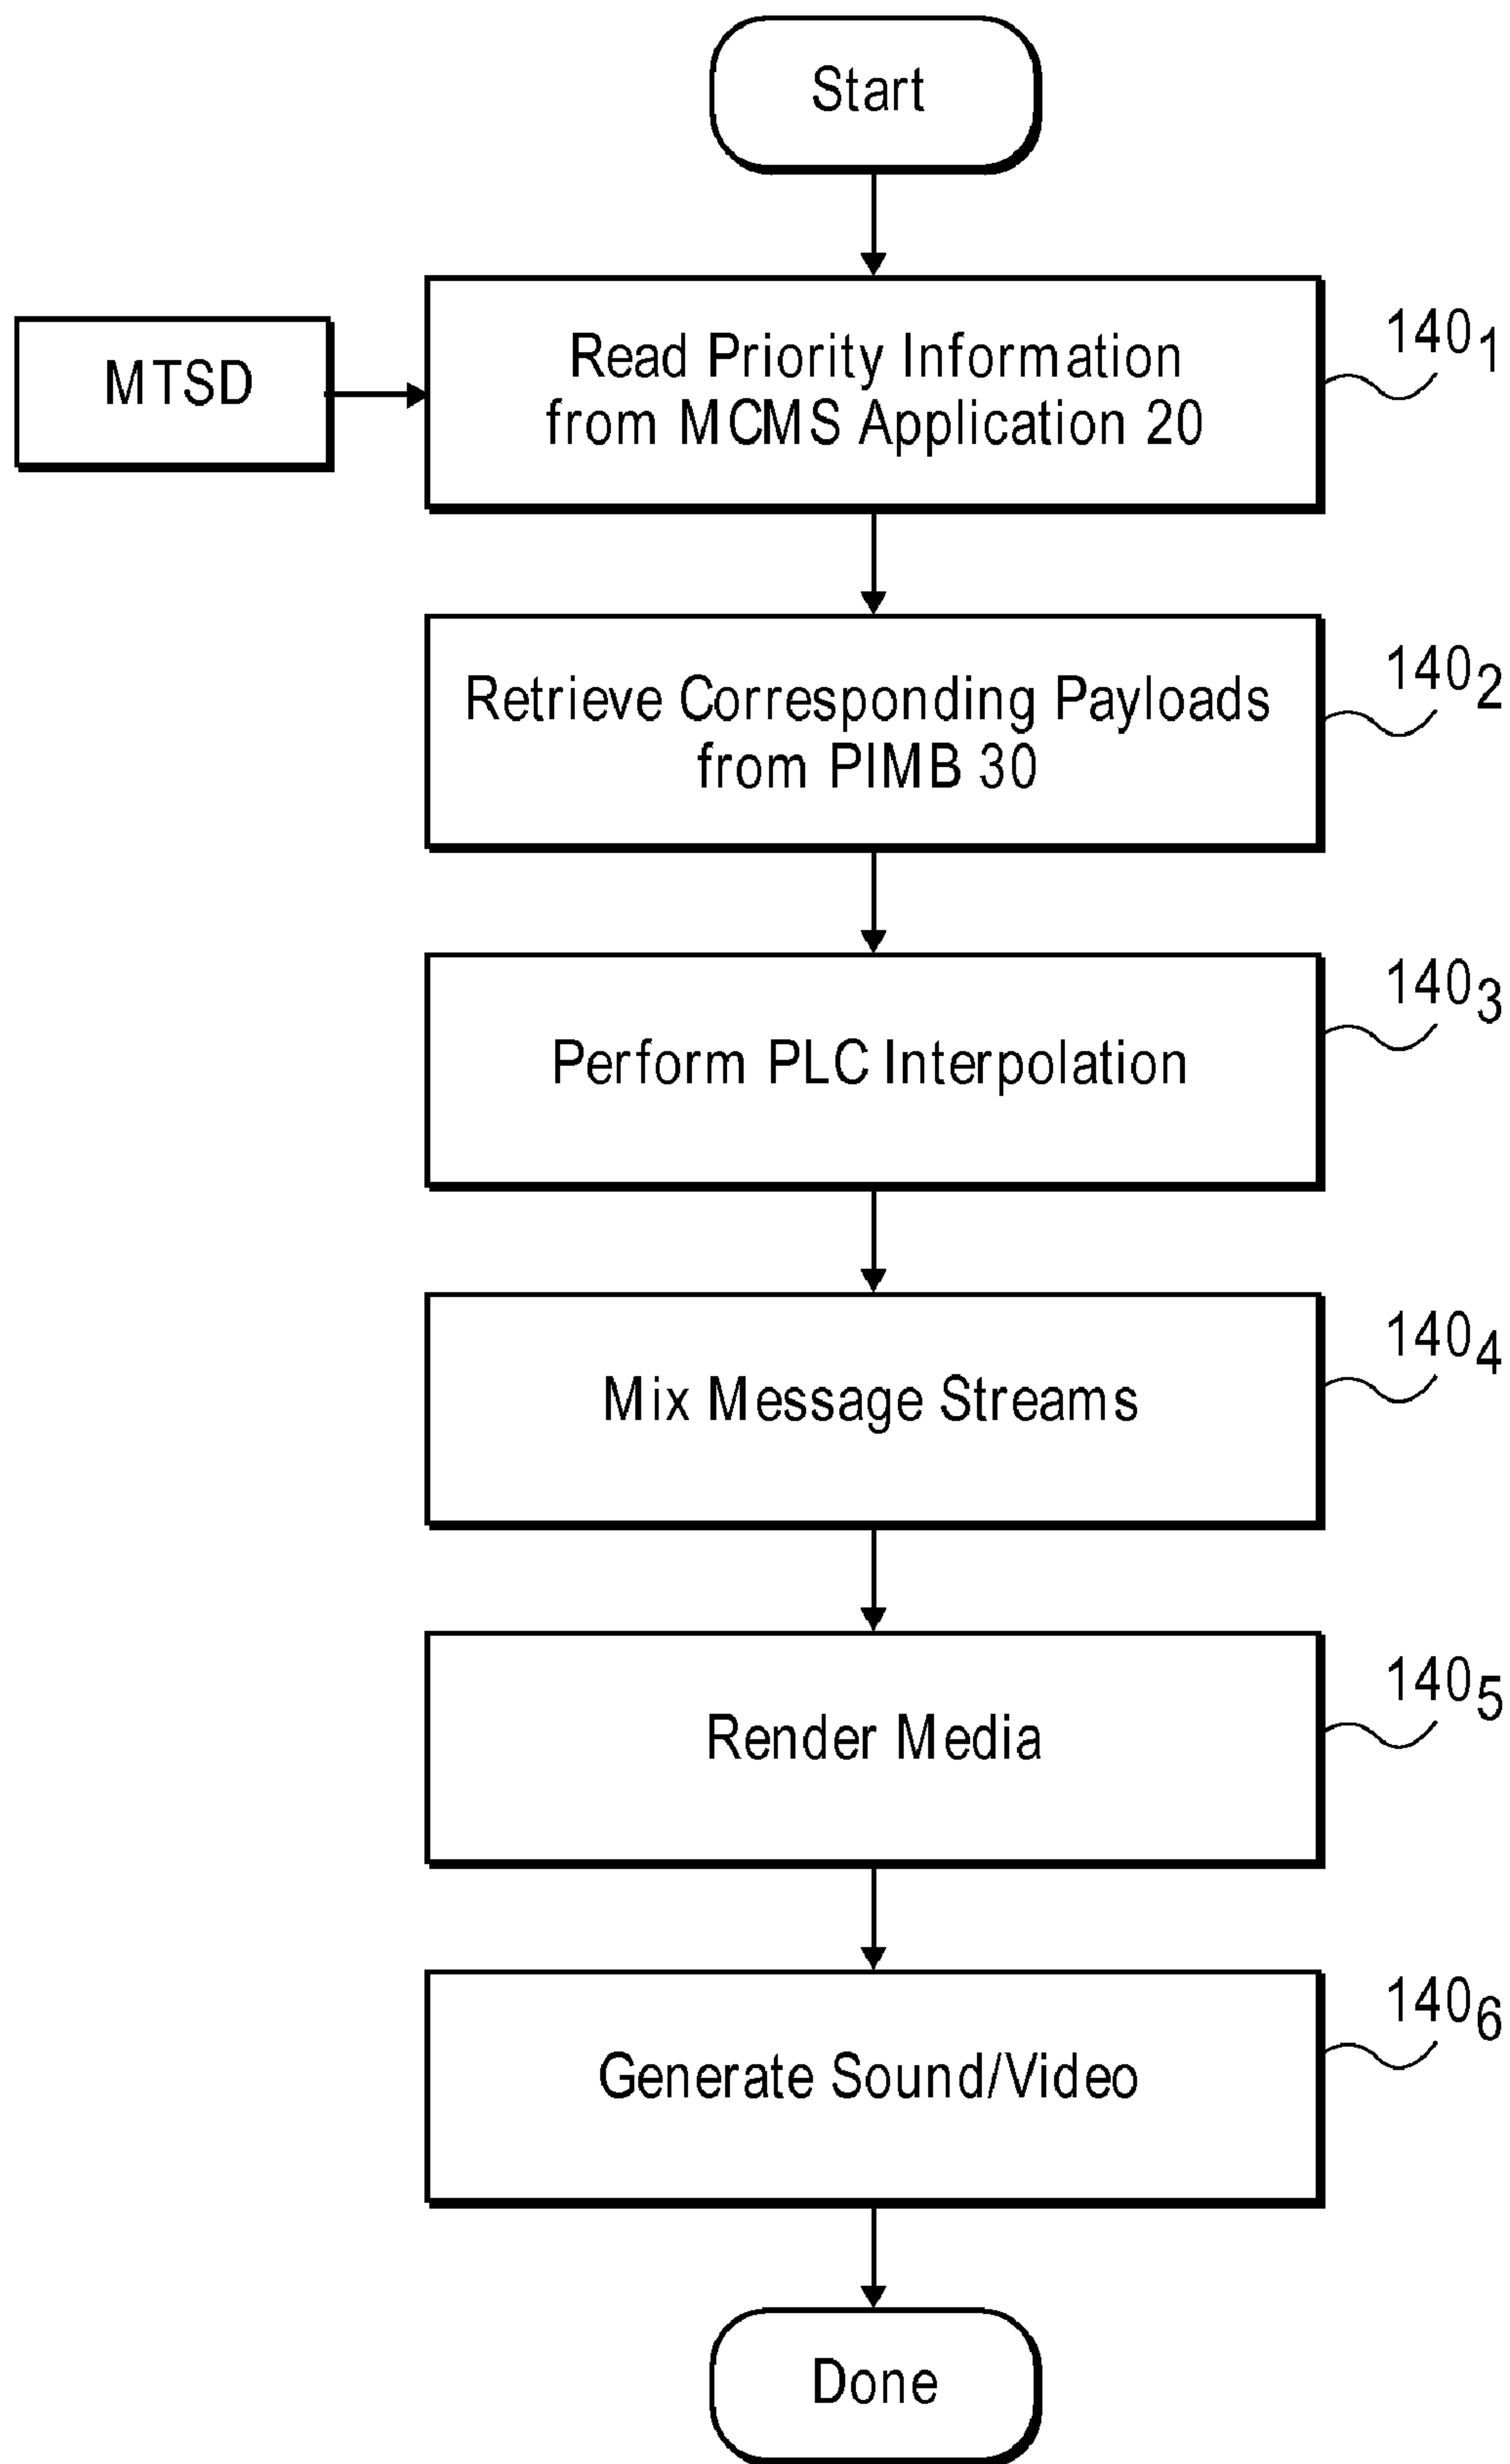 Start
MTSD
Read Priority Information
from MCMS Application 20
140₁
Retrieve Corresponding Payloads
from PIMB 30
140₂
Perform PLC Interpolation
140₃
Mix Message Streams
140₄
Render Media
140₅
Generate Sound/Video
140₆
Done